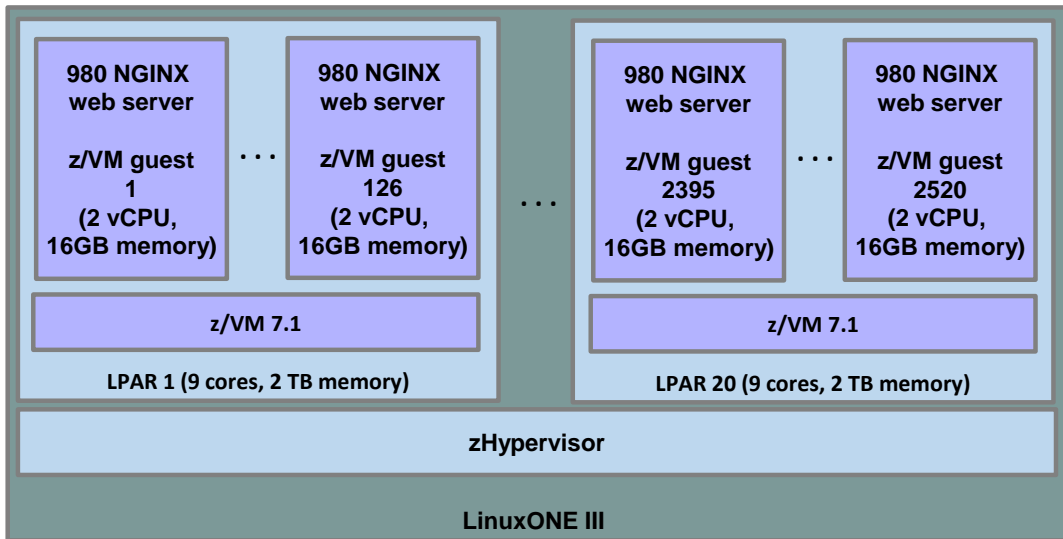 980 NGINX
web server
z/VM guest
1
(2 vCPU,
16GB memory)
. . .
980 NGINX
web server
z/VM guest
126
(2 vCPU,
16GB memory)
z/VM 7.1
LPAR 1 (9 cores, 2 TB memory)
. . .
980 NGINX
web server
z/VM guest
2395
(2 vCPU,
16GB memory)
. . .
980 NGINX
web server
z/VM guest
2520
(2 vCPU,
16GB memory)
z/VM 7.1
LPAR 20 (9 cores, 2 TB memory)
zHypervisor
LinuxONE III